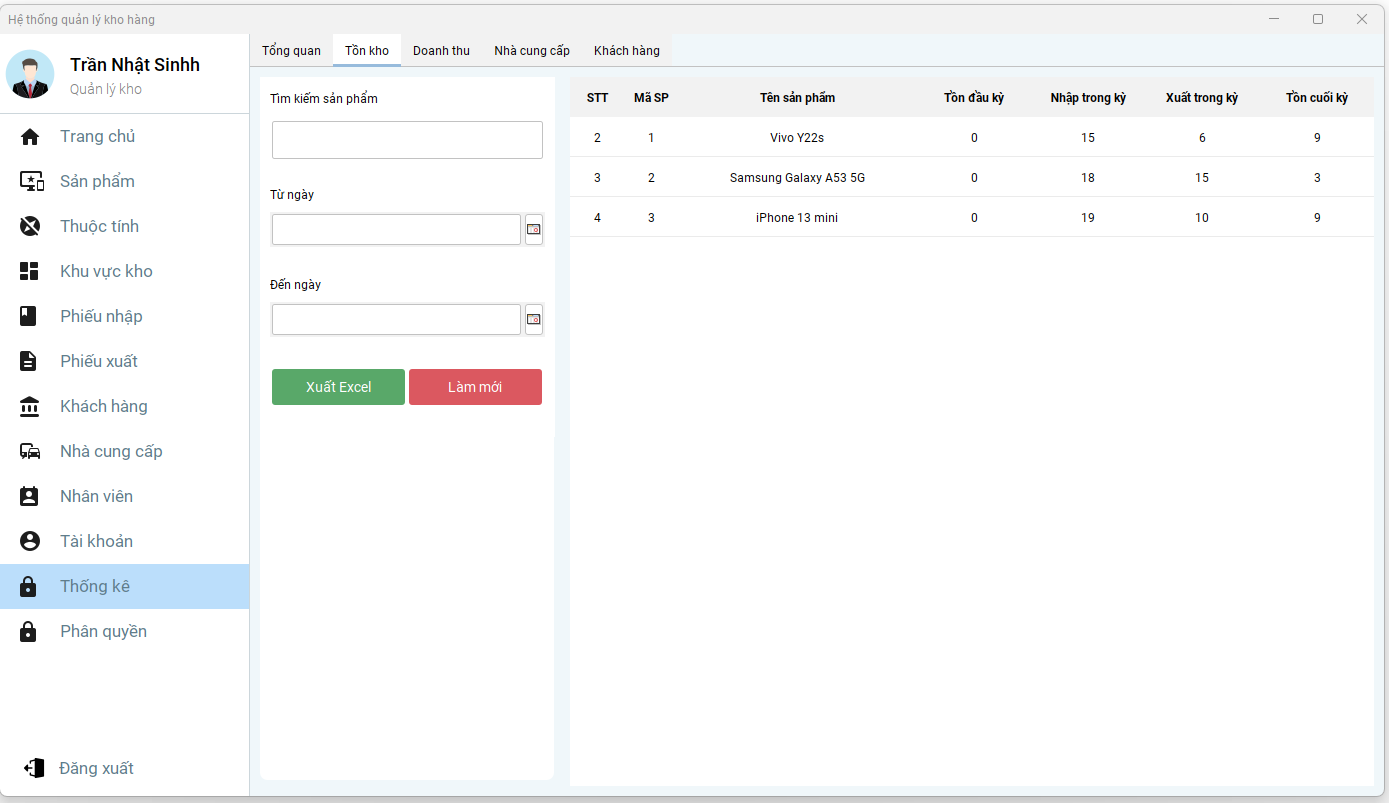 Hệ thống quản lý kho hàng
Trần Nhật Sinhh
Quản lý kho
Trang chủ
Sản phẩm
Thuộc tính
Khu vực kho
Phiếu nhập
Phiếu xuất
Khách hàng
Nhà cung cấp
Nhân viên
Tài khoản
Thống kê
Phân quyền
Đăng xuất
Tổng quan Tồn kho Doanh thu Nhà cung cấp Khách hàng
Tìm kiếm sản phẩm
Từ ngày
Đến ngày
Xuất Excel Làm mới
STT Mã SP Tên sản phẩm Tồn đầu kỳ Nhập trong kỳ Xuất trong kỳ Tồn cuối kỳ
2 1 Vivo Y22s 0 15 6 9
3 2 Samsung Galaxy A53 5G 0 18 15 3
4 3 iPhone 13 mini 0 19 10 9